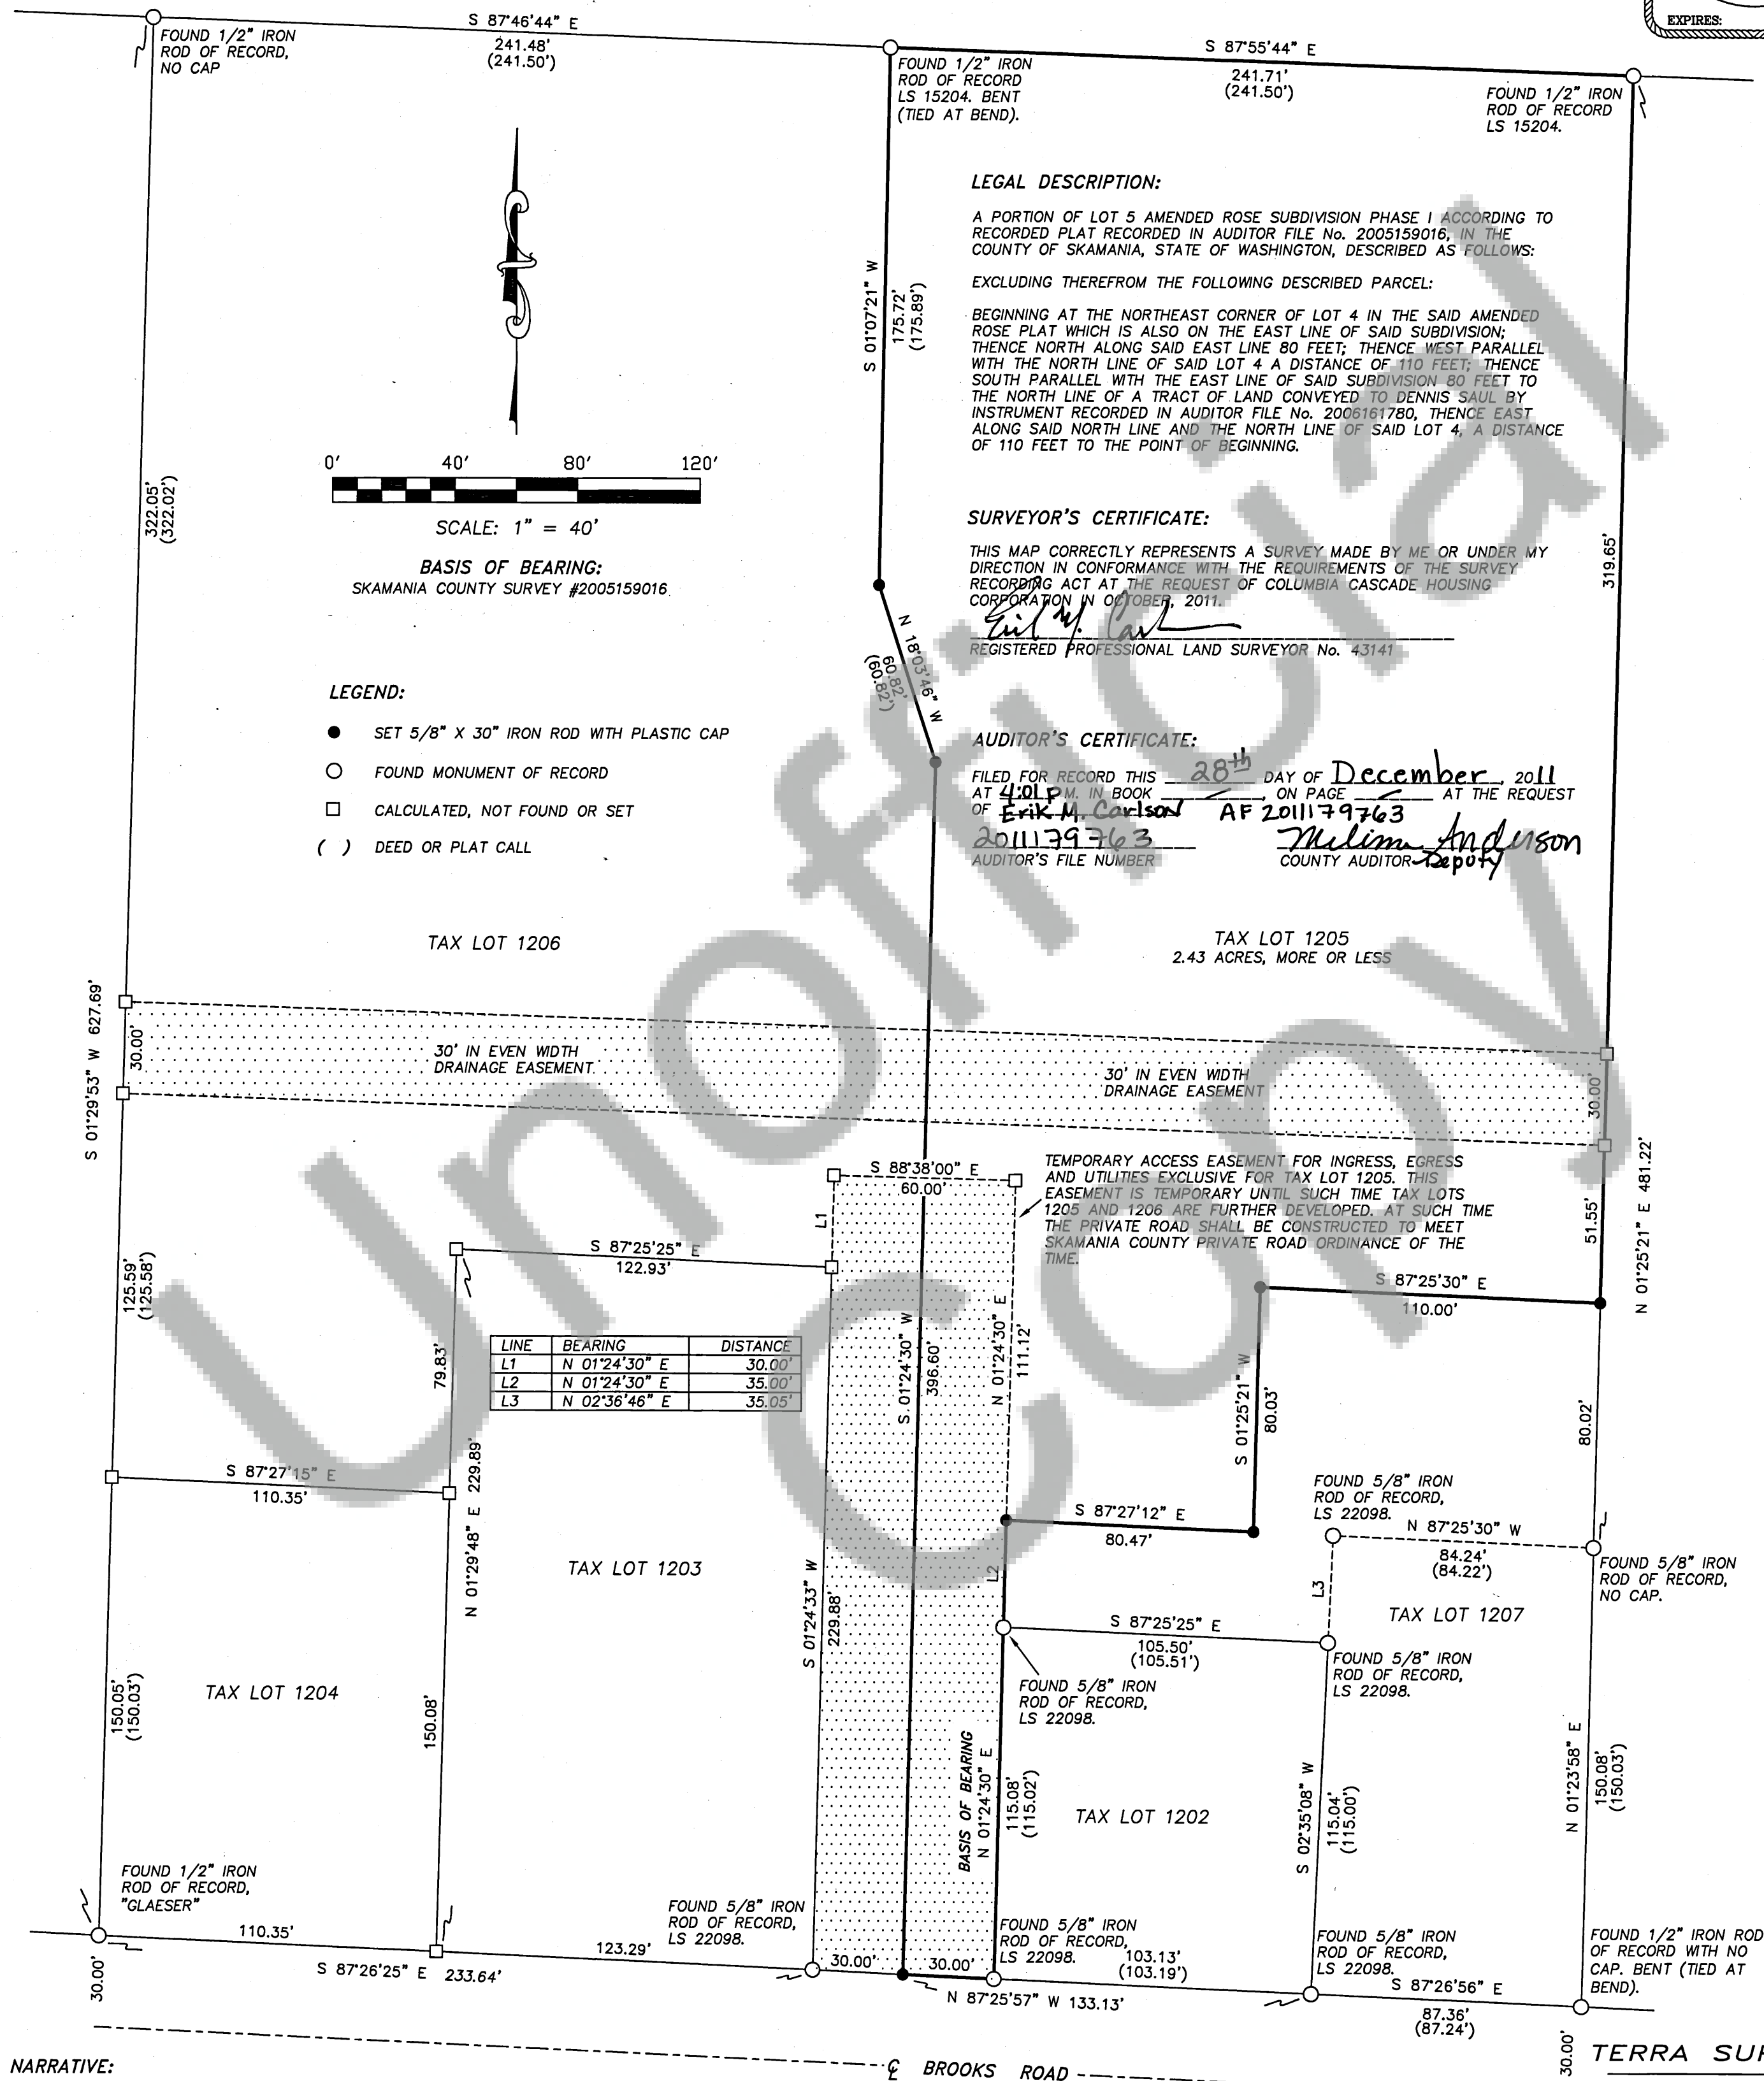 EXPIRES:
S 87°46'44" E
241.48'
(241.50')
S 87°55'44" E
241.71'
(241.50')
FOUND 1/2" IRON
ROD OF RECORD,
NO CAP
FOUND 1/2" IRON
ROD OF RECORD
LS 15204. BENT
(TIED AT BEND).
FOUND 1/2" IRON
ROD OF RECORD
LS 15204.
LEGAL DESCRIPTION:
A PORTION OF LOT 5 AMENDED ROSE SUBDIVISION PHASE I ACCORDING TO
RECORDED PLAT RECORDED IN AUDITOR FILE No. 2005159016, IN THE
COUNTY OF SKAMANIA, STATE OF WASHINGTON, DESCRIBED AS FOLLOWS:
EXCLUDING THEREFROM THE FOLLOWING DESCRIBED PARCEL:
BEGINNING AT THE NORTHEAST CORNER OF LOT 4 IN THE SAID AMENDED
ROSE PLAT WHICH IS ALSO ON THE EAST LINE OF SAID SUBDIVISION;
THENCE NORTH ALONG SAID EAST LINE 80 FEET; THENCE WEST PARALLEL
WITH THE NORTH LINE OF SAID LOT 4 A DISTANCE OF 110 FEET; THENCE
SOUTH PARALLEL WITH THE EAST LINE OF SAID SUBDIVISION 80 FEET TO
THE NORTH LINE OF A TRACT OF LAND CONVEYED TO DENNIS SAUL BY
INSTRUMENT RECORDED IN AUDITOR FILE No. 2006161780, THENCE EAST
ALONG SAID NORTH LINE AND THE NORTH LINE OF SAID LOT 4, A DISTANCE
OF 110 FEET TO THE POINT OF BEGINNING.
S 01°07'21" W
175.72'
(175.89')
0' 40' 80' 120'
SCALE: 1" = 40'
BASIS OF BEARING:
SKAMANIA COUNTY SURVEY #2005159016
322.05'
(322.02')
319.65'
SURVEYOR'S CERTIFICATE:
THIS MAP CORRECTLY REPRESENTS A SURVEY MADE BY ME OR UNDER MY
DIRECTION IN CONFORMANCE WITH THE REQUIREMENTS OF THE SURVEY
RECORDING ACT AT THE REQUEST OF COLUMBIA CASCADE HOUSING
CORPORATION IN OCTOBER, 2011.
REGISTERED PROFESSIONAL LAND SURVEYOR No. 43141
N 18°03'46" W
60.82'
(60.82')
LEGEND:
SET 5/8" X 30" IRON ROD WITH PLASTIC CAP
FOUND MONUMENT OF RECORD
CALCULATED, NOT FOUND OR SET
( ) DEED OR PLAT CALL
AUDITOR'S CERTIFICATE:
FILED FOR RECORD THIS 28th DAY OF December, 2011
AT 4:01 P M. IN BOOK , ON PAGE AT THE REQUEST
OF Erik M. Carlson AF 2011179763
2011179763 Melissa Anderson
AUDITOR'S FILE NUMBER COUNTY AUDITOR Deputy
TAX LOT 1206
TAX LOT 1205
2.43 ACRES, MORE OR LESS
S 01°29'53" W 627.69'
30.00'
30' IN EVEN WIDTH
DRAINAGE EASEMENT
30' IN EVEN WIDTH
DRAINAGE EASEMENT
30.00'
N 01°25'21" E 481.22'
S 88°38'00" E
60.00'
TEMPORARY ACCESS EASEMENT FOR INGRESS, EGRESS
AND UTILITIES EXCLUSIVE FOR TAX LOT 1205. THIS
EASEMENT IS TEMPORARY UNTIL SUCH TIME TAX LOTS
1205 AND 1206 ARE FURTHER DEVELOPED. AT SUCH TIME
THE PRIVATE ROAD SHALL BE CONSTRUCTED TO MEET
SKAMANIA COUNTY PRIVATE ROAD ORDINANCE OF THE
TIME.
L1
51.55'
S 87°25'25" E
122.93'
125.59'
(125.58')
S 87°25'30" E
110.00'
LINE BEARING DISTANCE
L1 N 01°24'30" E 30.00'
L2 N 01°24'30" E 35.00'
L3 N 02°36'46" E 35.05'
79.83'
S 01°24'30" W
396.60'
N 01°24'30" E
111.12'
S 01°25'21" W
80.03'
80.02'
S 87°27'15" E
110.35'
N 01°29'48" E 229.89'
S 87°27'12" E
80.47'
FOUND 5/8" IRON
ROD OF RECORD,
LS 22098.
N 87°25'30" W
84.24'
(84.22')
FOUND 5/8" IRON
ROD OF RECORD,
NO CAP.
TAX LOT 1203
S 01°24'33" W
229.88'
L2
L3
TAX LOT 1207
S 87°25'25" E
105.50'
(105.51')
FOUND 5/8" IRON
ROD OF RECORD,
LS 22098.
FOUND 5/8" IRON
ROD OF RECORD,
LS 22098.
150.05'
(150.03')
TAX LOT 1204
150.08'
BASIS OF BEARING
N 01°24'30" E
115.08'
(115.02')
TAX LOT 1202
S 02°35'08" W
115.04'
(115.00')
N 01°23'58" E
150.08'
(150.03')
FOUND 1/2" IRON
ROD OF RECORD,
"GLAESER"
FOUND 5/8" IRON
ROD OF RECORD,
LS 22098.
FOUND 5/8" IRON
ROD OF RECORD,
LS 22098.
FOUND 5/8" IRON
ROD OF RECORD,
LS 22098.
FOUND 1/2" IRON ROD
OF RECORD WITH NO
CAP. BENT (TIED AT
BEND).
110.35'
123.29'
30.00'
30.00'
103.13'
(103.19')
S 87°26'25" E 233.64'
N 87°25'57" W 133.13'
S 87°26'56" E
87.36'
(87.24')
30.00'
30.00'
NARRATIVE:
BROOKS ROAD
TERRA SUR
Unofficial
Copy